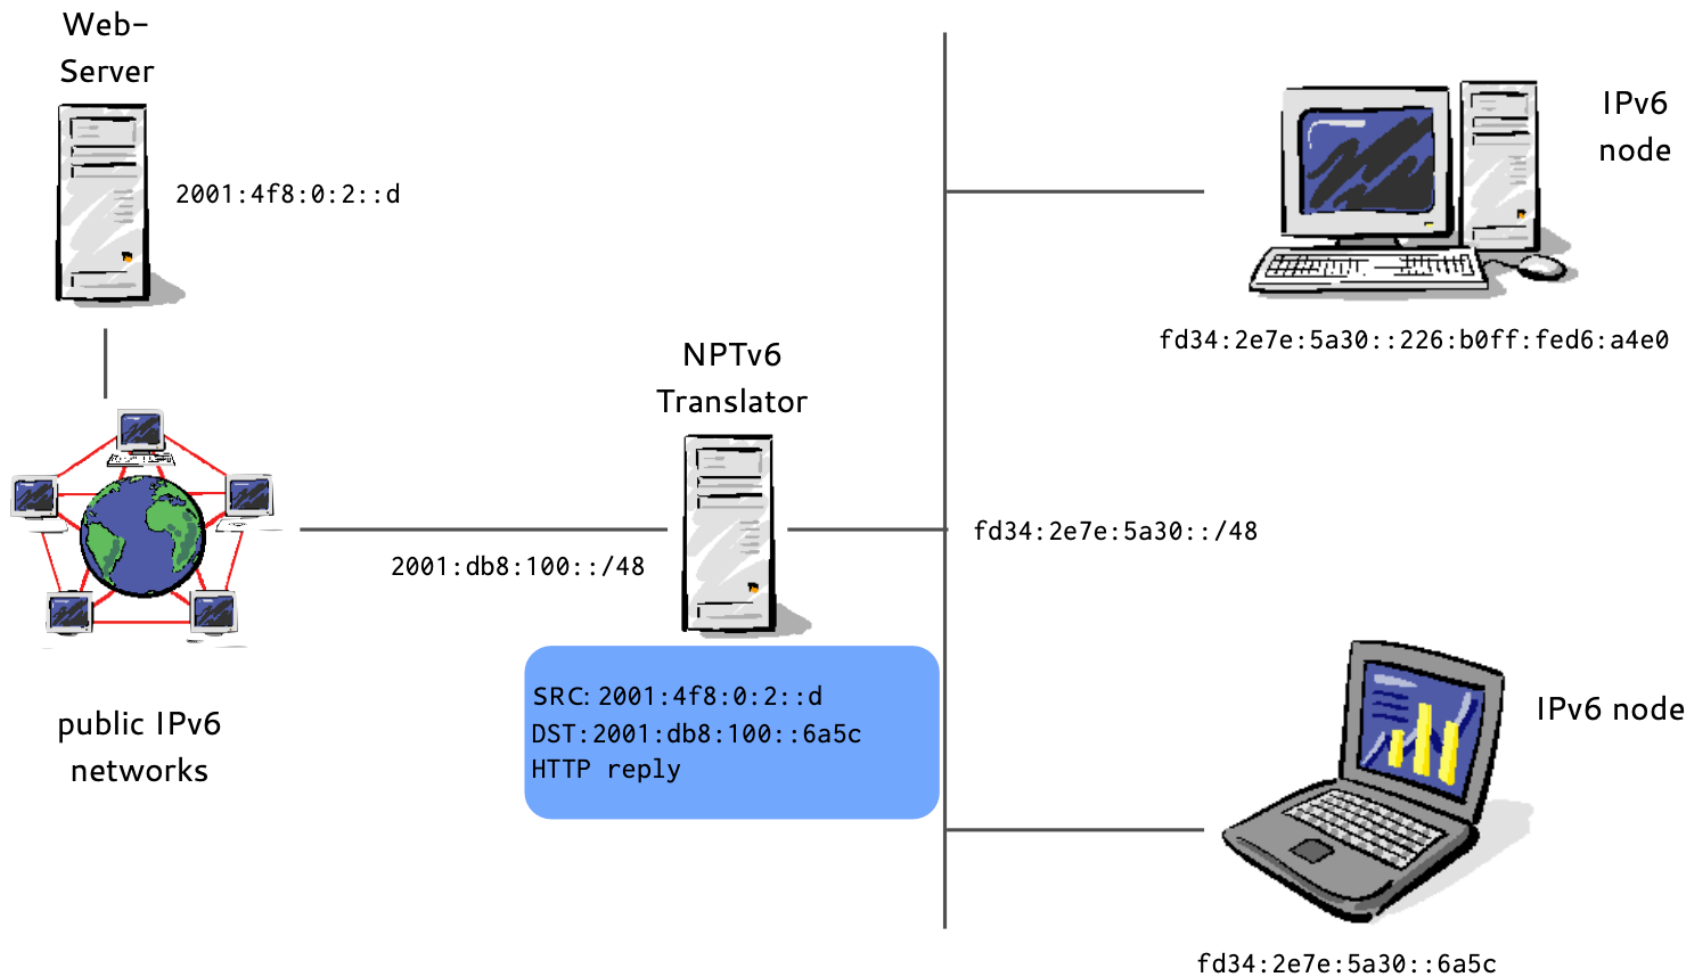 Web-
Server
2001:4f8:0:2::d
IPv6
node
fd34:2e7e:5a30::226:b0ff:fed6:a4e0
NPTv6
Translator
fd34:2e7e:5a30::/48
2001:db8:100::/48
SRC: 2001:4f8:0:2::d
DST:2001:db8:100::6a5c
HTTP reply
public IPv6
networks
IPv6 node
fd34:2e7e:5a30::6a5c